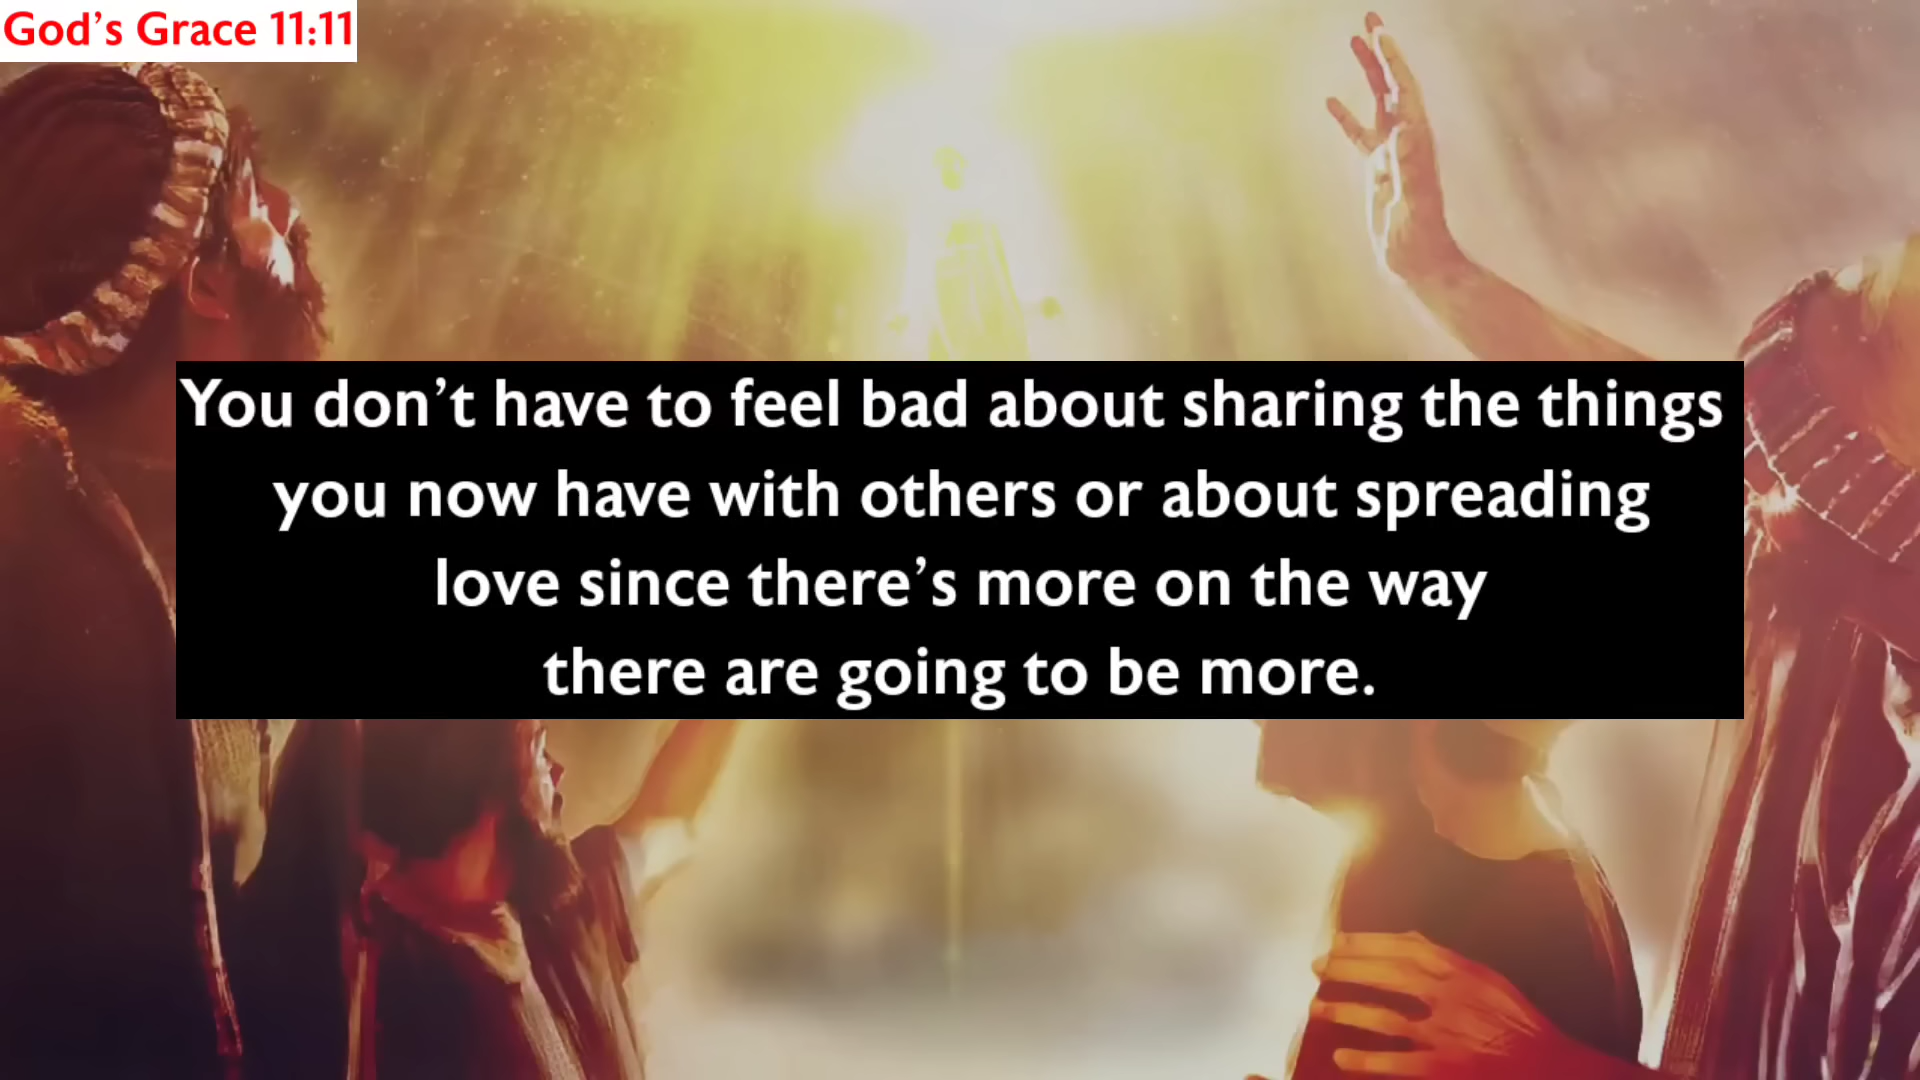 God’s Grace 11:11
You don’t have to feel bad about sharing the things
you now have with others or about spreading
love since there’s more on the way
there are going to be more.